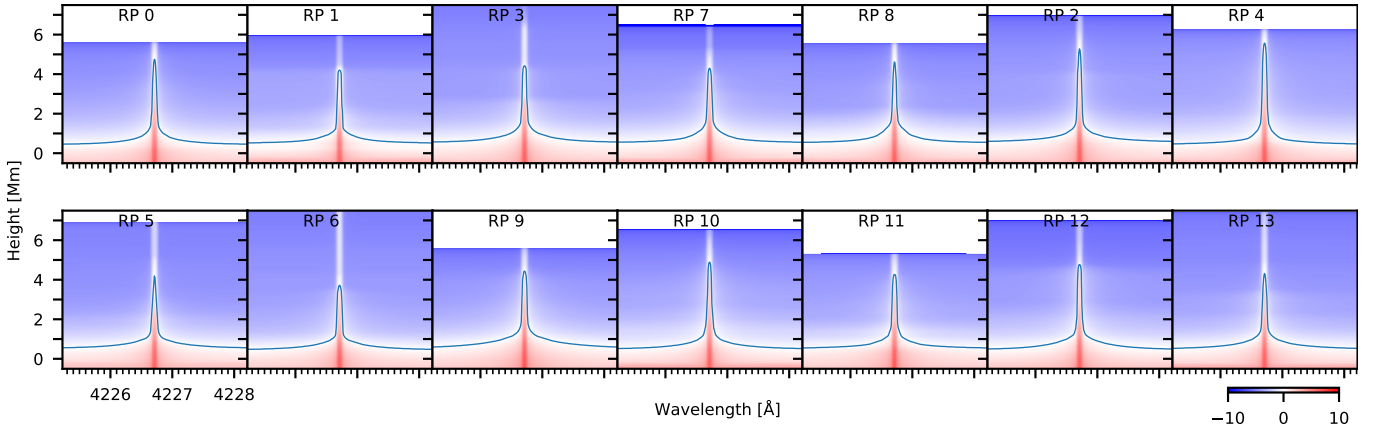 RP 0 RP 1 RP 3 RP 7 RP 8 RP 2 RP 4
6
4
2
0
Height [Mm]
RP 5 RP 6 RP 9 RP 10 RP 11 RP 12 RP 13
6
4
2
0
4226 4227 4228
Wavelength [Å]
−10 0 10